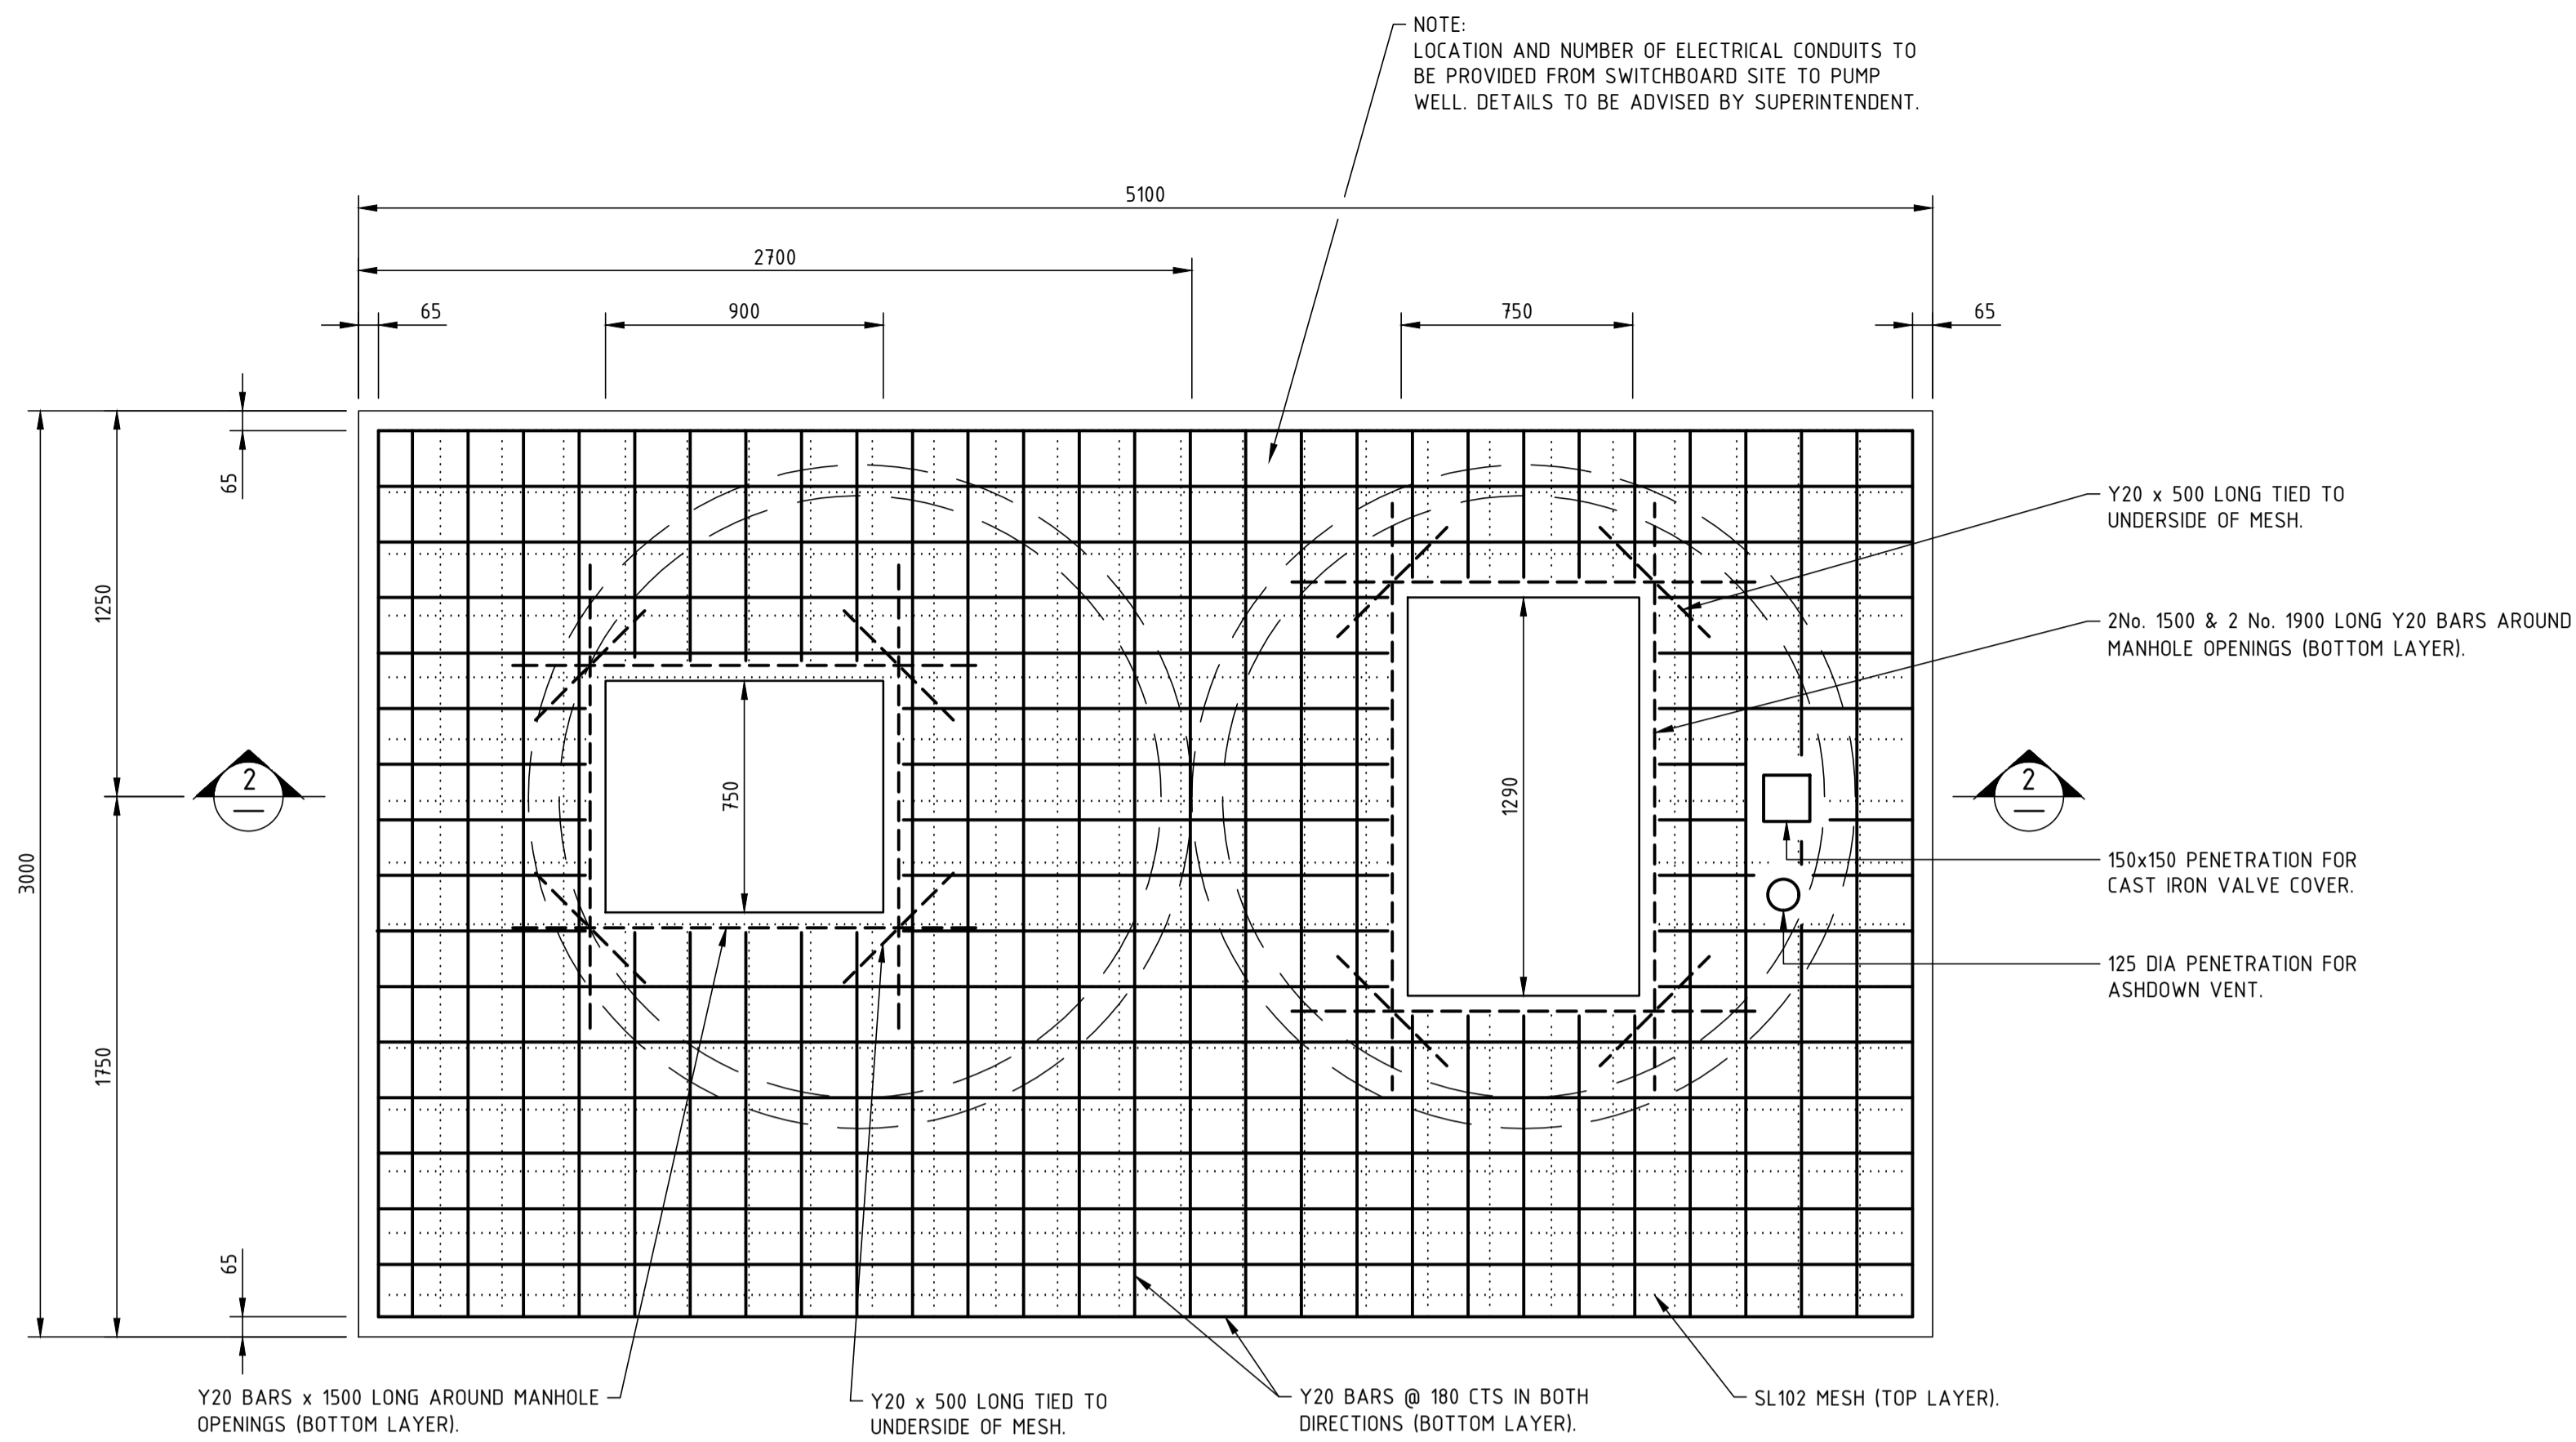 NOTE:
LOCATION AND NUMBER OF ELECTRICAL CONDUITS TO
BE PROVIDED FROM SWITCHBOARD SITE TO PUMP
WELL. DETAILS TO BE ADVISED BY SUPERINTENDENT.
5100
2700
65
900
750
65
65
1250
3000
1750
65
750
1290
2
2
Y20 x 500 LONG TIED TO
UNDERSIDE OF MESH.
2No. 1500 & 2 No. 1900 LONG Y20 BARS AROUND
MANHOLE OPENINGS (BOTTOM LAYER).
150x150 PENETRATION FOR
CAST IRON VALVE COVER.
125 DIA PENETRATION FOR
ASHDOWN VENT.
Y20 BARS x 1500 LONG AROUND MANHOLE
OPENINGS (BOTTOM LAYER).
Y20 x 500 LONG TIED TO
UNDERSIDE OF MESH.
Y20 BARS @ 180 CTS IN BOTH
DIRECTIONS (BOTTOM LAYER).
SL102 MESH (TOP LAYER).